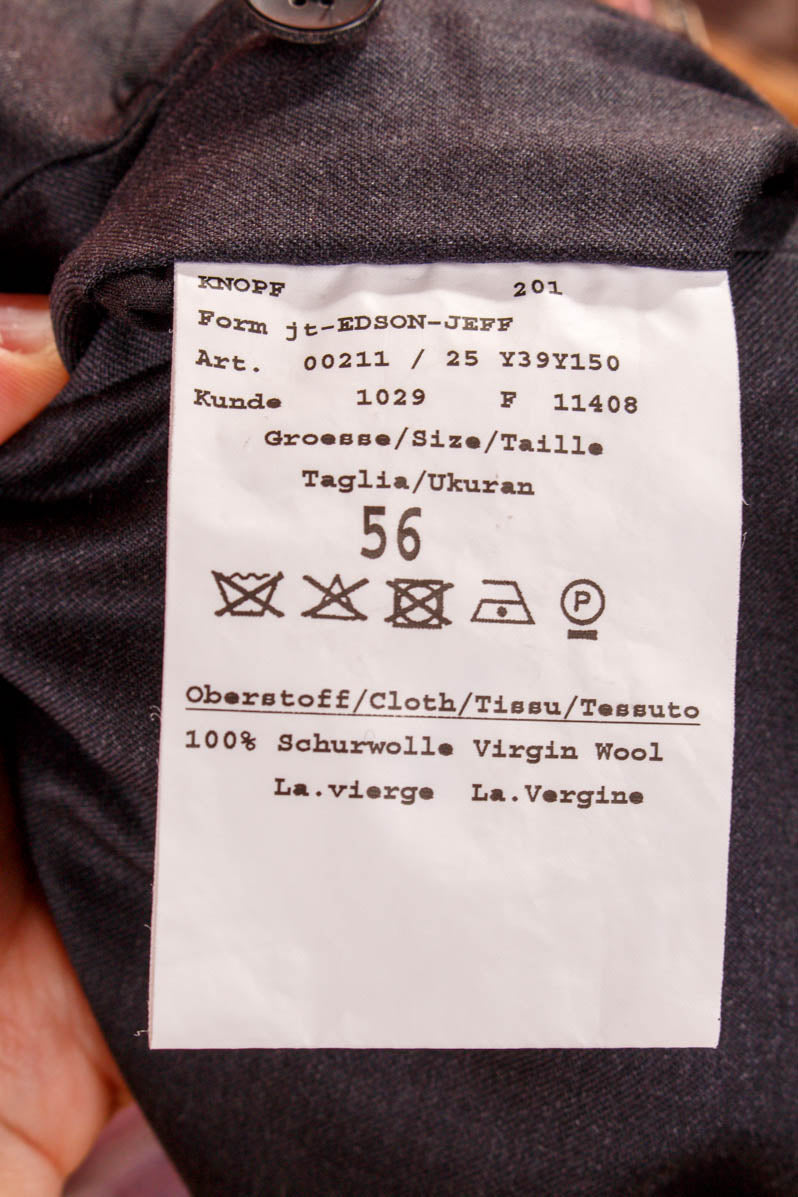 KNOPF 201
Form jt-EDSON-JEFF
Art. 00211 / 25 Y39Y150
Kunde 1029 F 11408
Groesse/Size/Taille
Taglia/Ukuran
56
P
Oberstoff/Cloth/Tissu/Tessuto
100% Schurwolle Virgin Wool
La.vierge La.Vergine